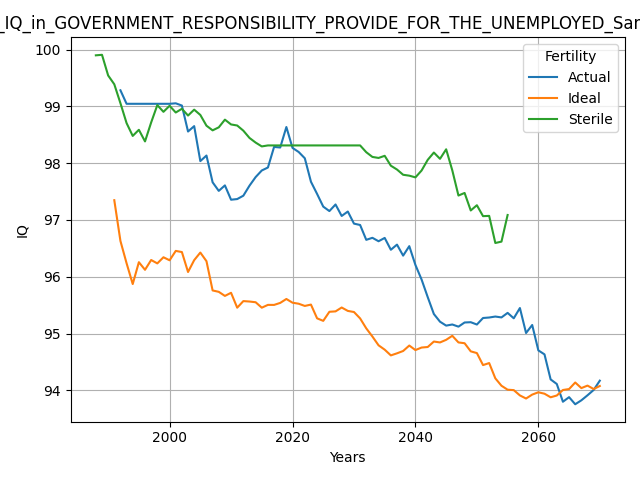 _IQ_in_GOVERNMENT_RESPONSIBILITY_PROVIDE_FOR_THE_UNEMPLOYED_Sar
100
99
98
97
96
95
94
IQ
Fertility
Actual
Ideal
Sterile
2000
2020
2040
2060
Years